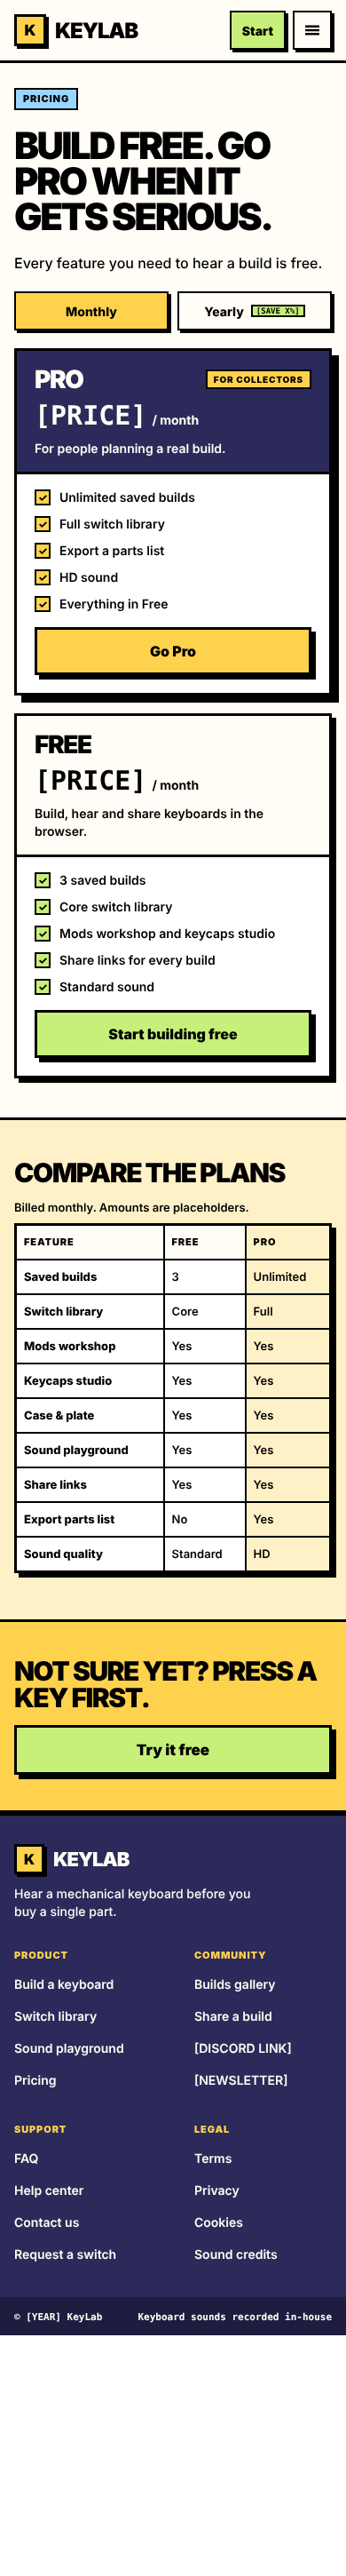 K KEYLAB Start
PRICING
BUILD FREE. GO
PRO WHEN IT
GETS SERIOUS.
Every feature you need to hear a build is free.
Monthly Yearly [SAVE X%]
PRO FOR COLLECTORS
[PRICE] / month
For people planning a real build.
Unlimited saved builds
Full switch library
Export a parts list
HD sound
Everything in Free
Go Pro
FREE
[PRICE] / month
Build, hear and share keyboards in the
browser.
3 saved builds
Core switch library
Mods workshop and keycaps studio
Share links for every build
Standard sound
Start building free
COMPARE THE PLANS
Billed monthly. Amounts are placeholders.
FEATURE FREE PRO
Saved builds 3 Unlimited
Switch library Core Full
Mods workshop Yes Yes
Keycaps studio Yes Yes
Case & plate Yes Yes
Sound playground Yes Yes
Share links Yes Yes
Export parts list No Yes
Sound quality Standard HD
NOT SURE YET? PRESS A
KEY FIRST.
Try it free
K KEYLAB
Hear a mechanical keyboard before you
buy a single part.
PRODUCT
Build a keyboard
Switch library
Sound playground
Pricing
COMMUNITY
Builds gallery
Share a build
[DISCORD LINK]
[NEWSLETTER]
SUPPORT
FAQ
Help center
Contact us
Request a switch
LEGAL
Terms
Privacy
Cookies
Sound credits
© [YEAR] KeyLab Keyboard sounds recorded in-house